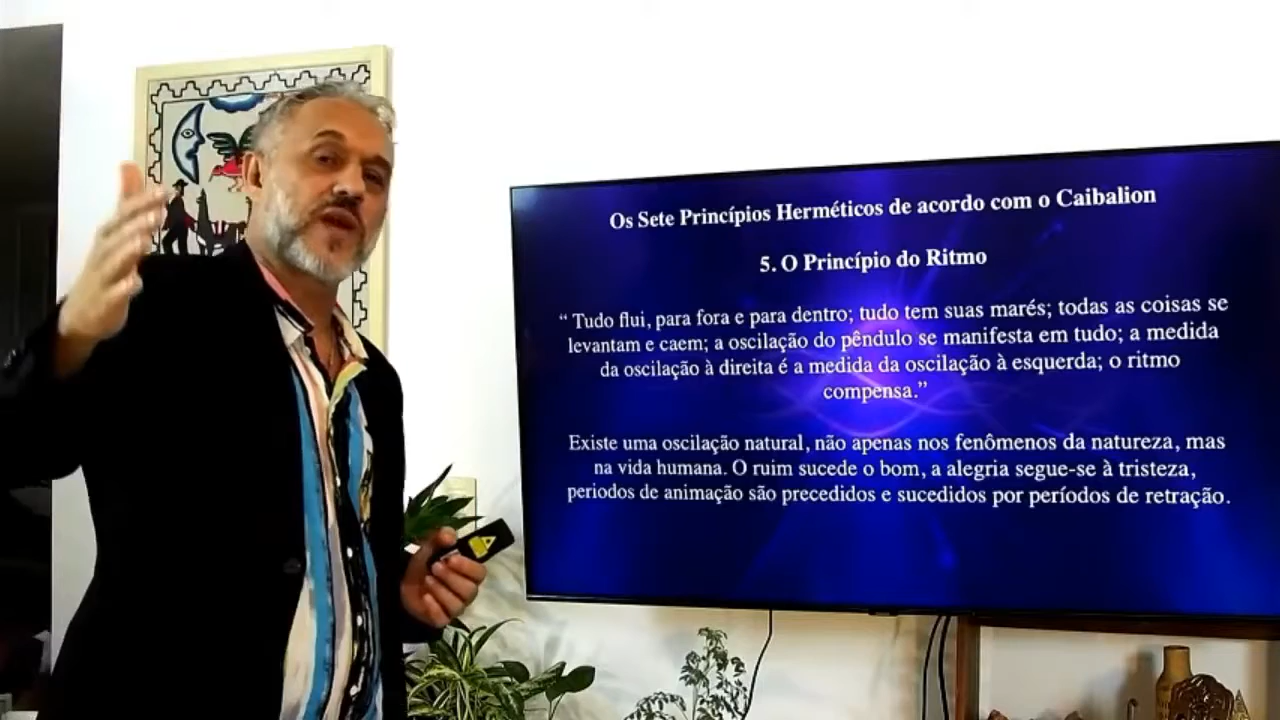 Os Sete Princípios Herméticos de acordo com o Caibalion
5. O Princípio do Ritmo
“ Tudo flui, para fora e para dentro; tudo tem suas marés; todas as coisas se
levantam e caem; a oscilação do pêndulo se manifesta em tudo; a medida
da oscilação à direita é a medida da oscilação à esquerda; o ritmo
compensa.”
Existe uma oscilação natural, não apenas nos fenômenos da natureza, mas
na vida humana. O ruim sucede o bom, a alegria segue-se à tristeza,
periodos de animação são precedidos e sucedidos por períodos de retração.